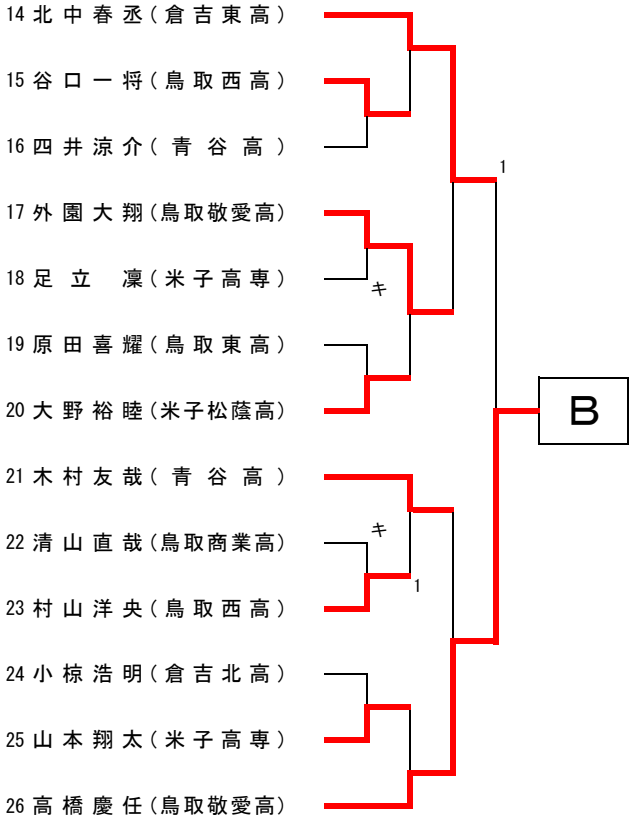 14 北中春丞(倉吉東高)
15 谷口一将(鳥取西高)
16 四井涼介(青谷高)
1
17 外園大翔(鳥取敬愛高)
18 足立 凜(米子高専)
キ
19 原田喜耀(鳥取東高)
20 大野裕睦(米子松蔭高)
B
21 木村友哉(青谷高)
22 清山直哉(鳥取商業高)
キ
23 村山洋央(鳥取西高)
1
24 小椋浩明(倉吉北高)
25 山本翔太(米子高専)
26 高橋慶任(鳥取敬愛高)